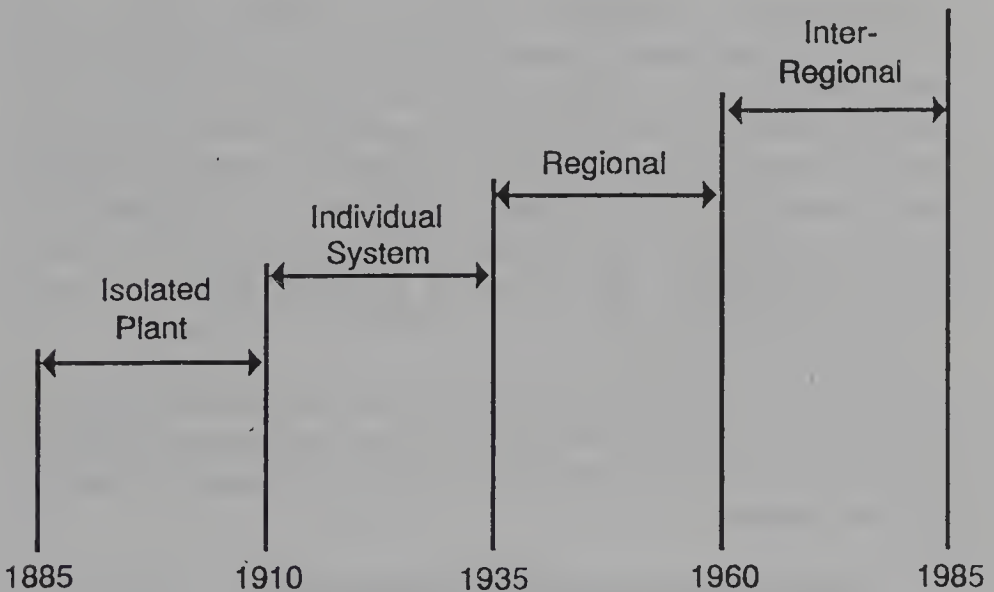 Inter-
Regional
Regional
Individual
System
Isolated
Plant
1885 1910 1935 1960 1985